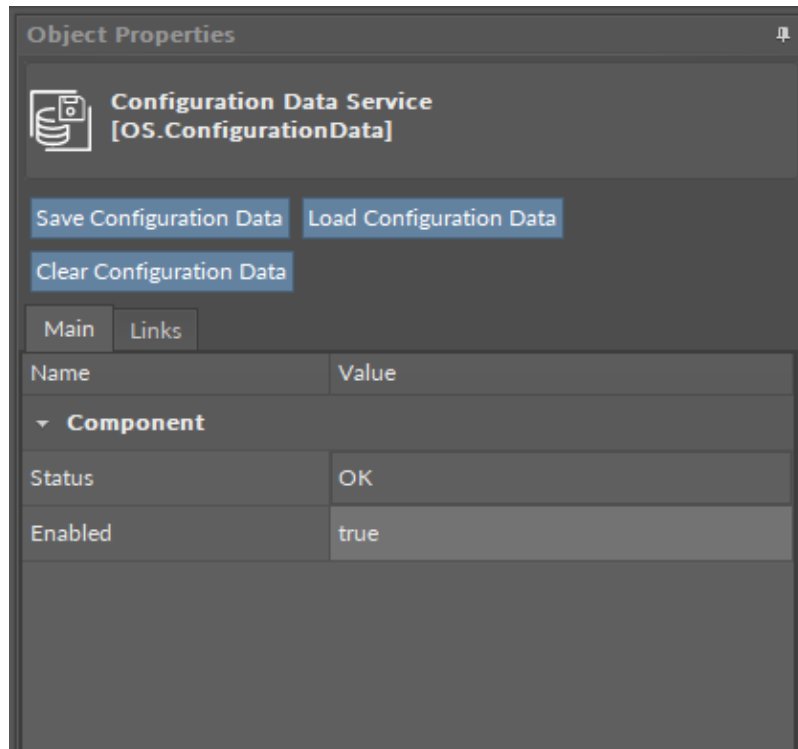 Object Properties
Configuration Data Service
[OS.ConfigurationData]
Save Configuration Data Load Configuration Data
Clear Configuration Data
Main Links
Name Value
Component
Status OK
Enabled true